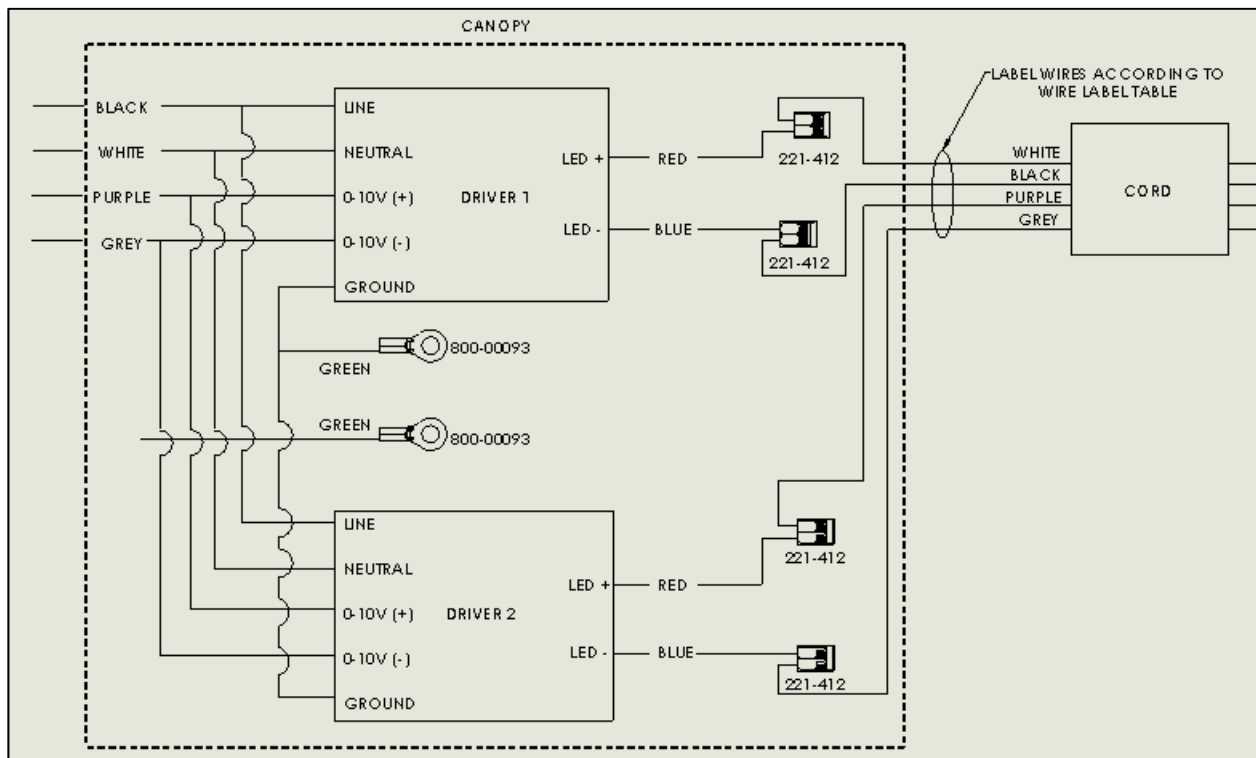 CANOPY
LABEL WIRES ACCORDING TO
WIRE LABEL TABLE
BLACK
LINE
WHITE
NEUTRAL
LED +
RED
221-412
WHITE
BLACK
PURPLE
GREY
CORD
PURPLE
0-10V (+)
DRIVER 1
LED -
BLUE
221-412
GREY
0-10V (-)
GROUND
800-00093
GREEN
GREEN
800-00093
LINE
NEUTRAL
LED +
RED
221-412
0-10V (+)
DRIVER 2
LED -
BLUE
221-412
0-10V (-)
GROUND